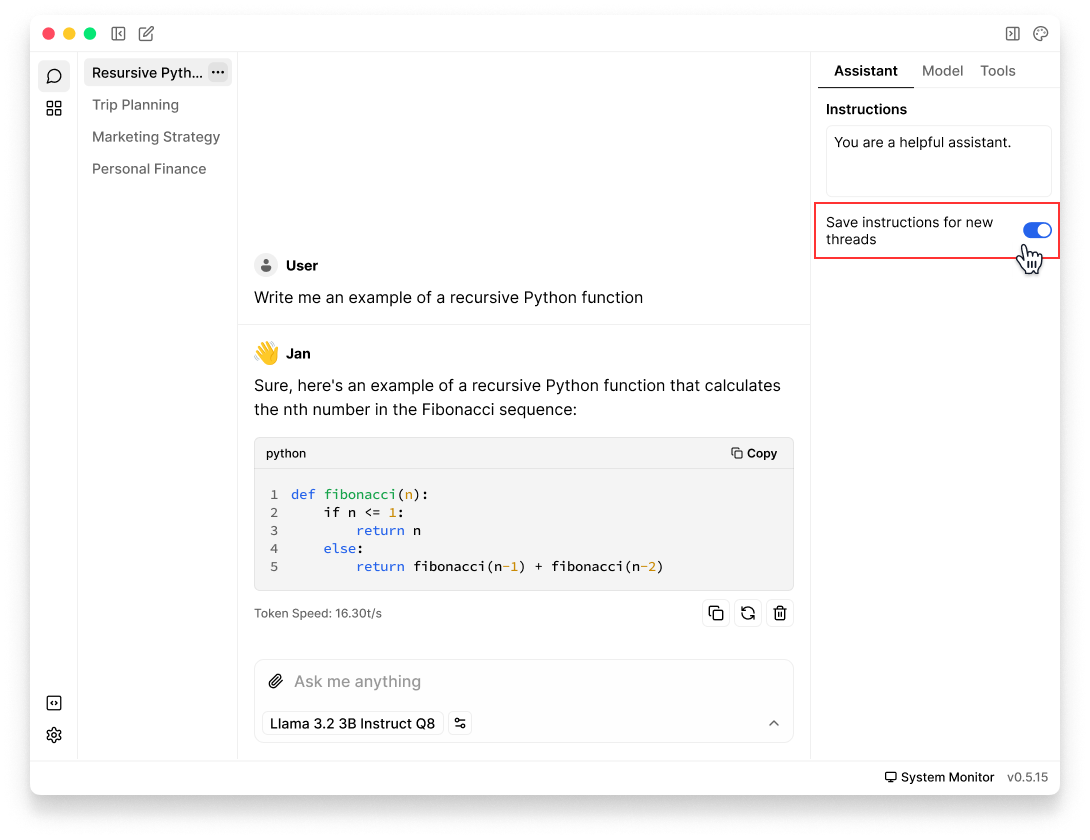 Resursive Pyth...
Trip Planning
Marketing Strategy
Personal Finance
User
Write me an example of a recursive Python function
Jan
Sure, here's an example of a recursive Python function that calculates
the nth number in the Fibonacci sequence:
python
Copy
1 def fibonacci(n):
2     if n <= 1:
3         return n
4     else:
5         return fibonacci(n-1) + fibonacci(n-2)
Token Speed: 16.30t/s
Ask me anything
Llama 3.2 3B Instruct Q8
Assistant Model Tools
Instructions
You are a helpful assistant.
Save instructions for new
threads
System Monitor v0.5.15